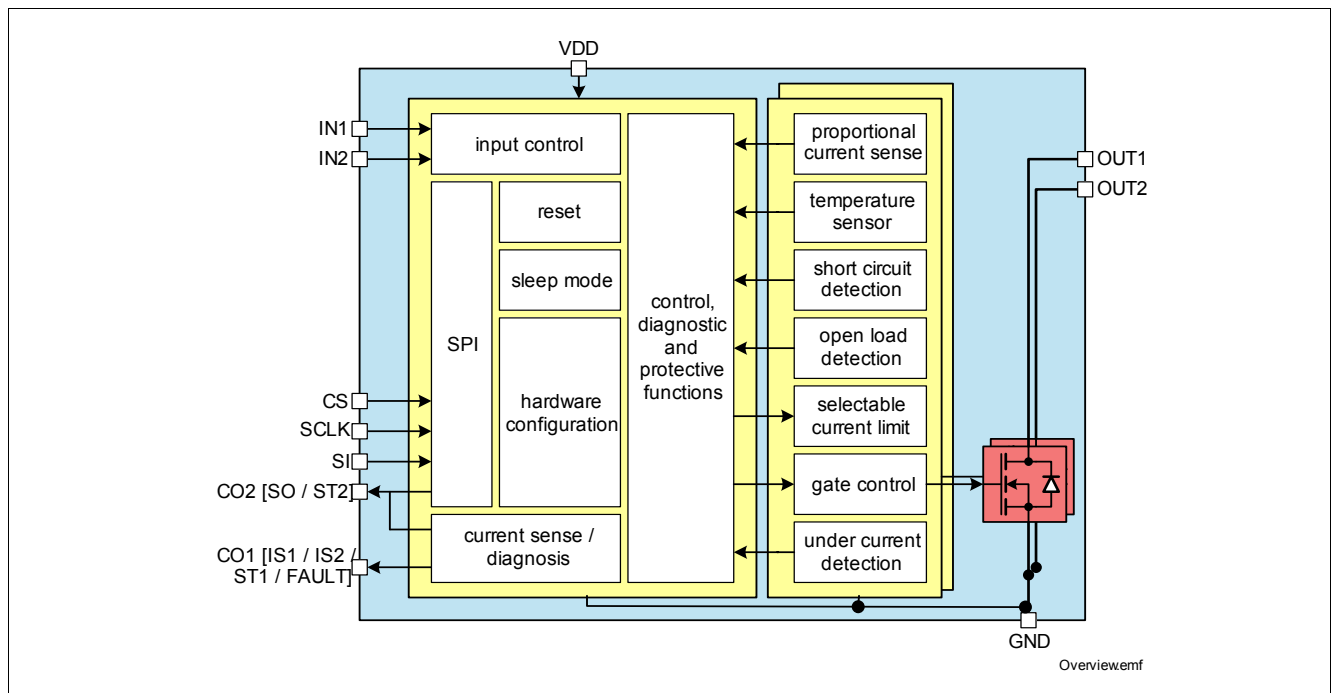 VDD
IN1
IN2
input control
proportional
current sense
OUT1
OUT2
SPI
reset
temperature
sensor
sleep mode
control,
diagnostic
and
protective
functions
short circuit
detection
open load
detection
hardware
configuration
selectable
current limit
CS
SCLK
SI
CO2 [SO / ST2]
gate control
current sense /
diagnosis
under current
detection
CO1 [IS1 / IS2 /
ST1 / FAULT]
GND
Overview.emf